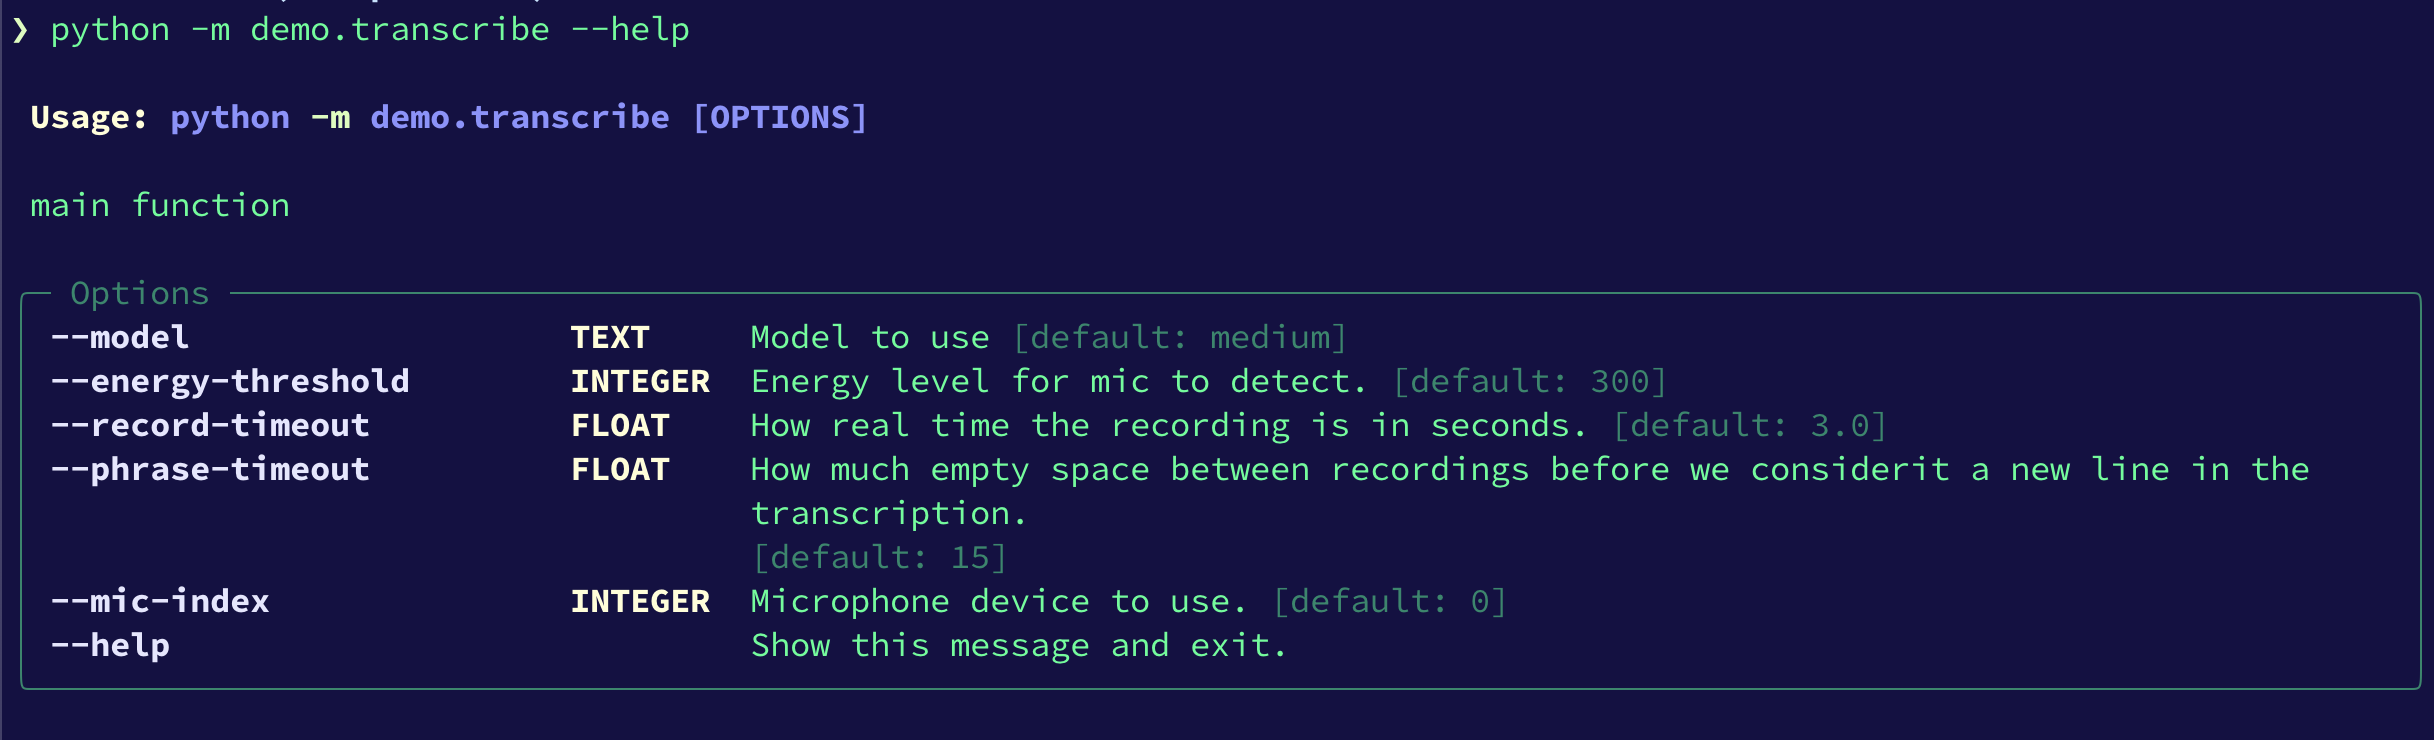 ❯ python -m demo.transcribe --help
Usage: python -m demo.transcribe [OPTIONS]
main function
Options
--model TEXT Model to use [default: medium]
--energy-threshold INTEGER Energy level for mic to detect. [default: 300]
--record-timeout FLOAT How real time the recording is in seconds. [default: 3.0]
--phrase-timeout FLOAT How much empty space between recordings before we considerit a new line in the
transcription.
[default: 15]
--mic-index INTEGER Microphone device to use. [default: 0]
--help Show this message and exit.